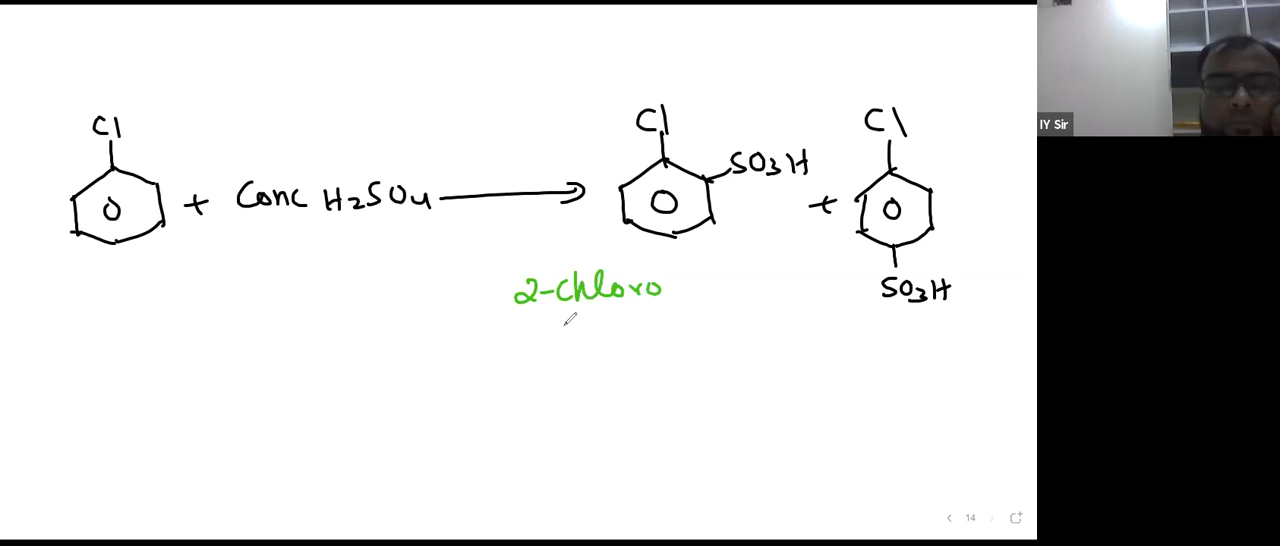 Cl
+ Conc H2SO4 →
Cl
SO3H
+
Cl
SO3H
2-chloro
IY Sir
14